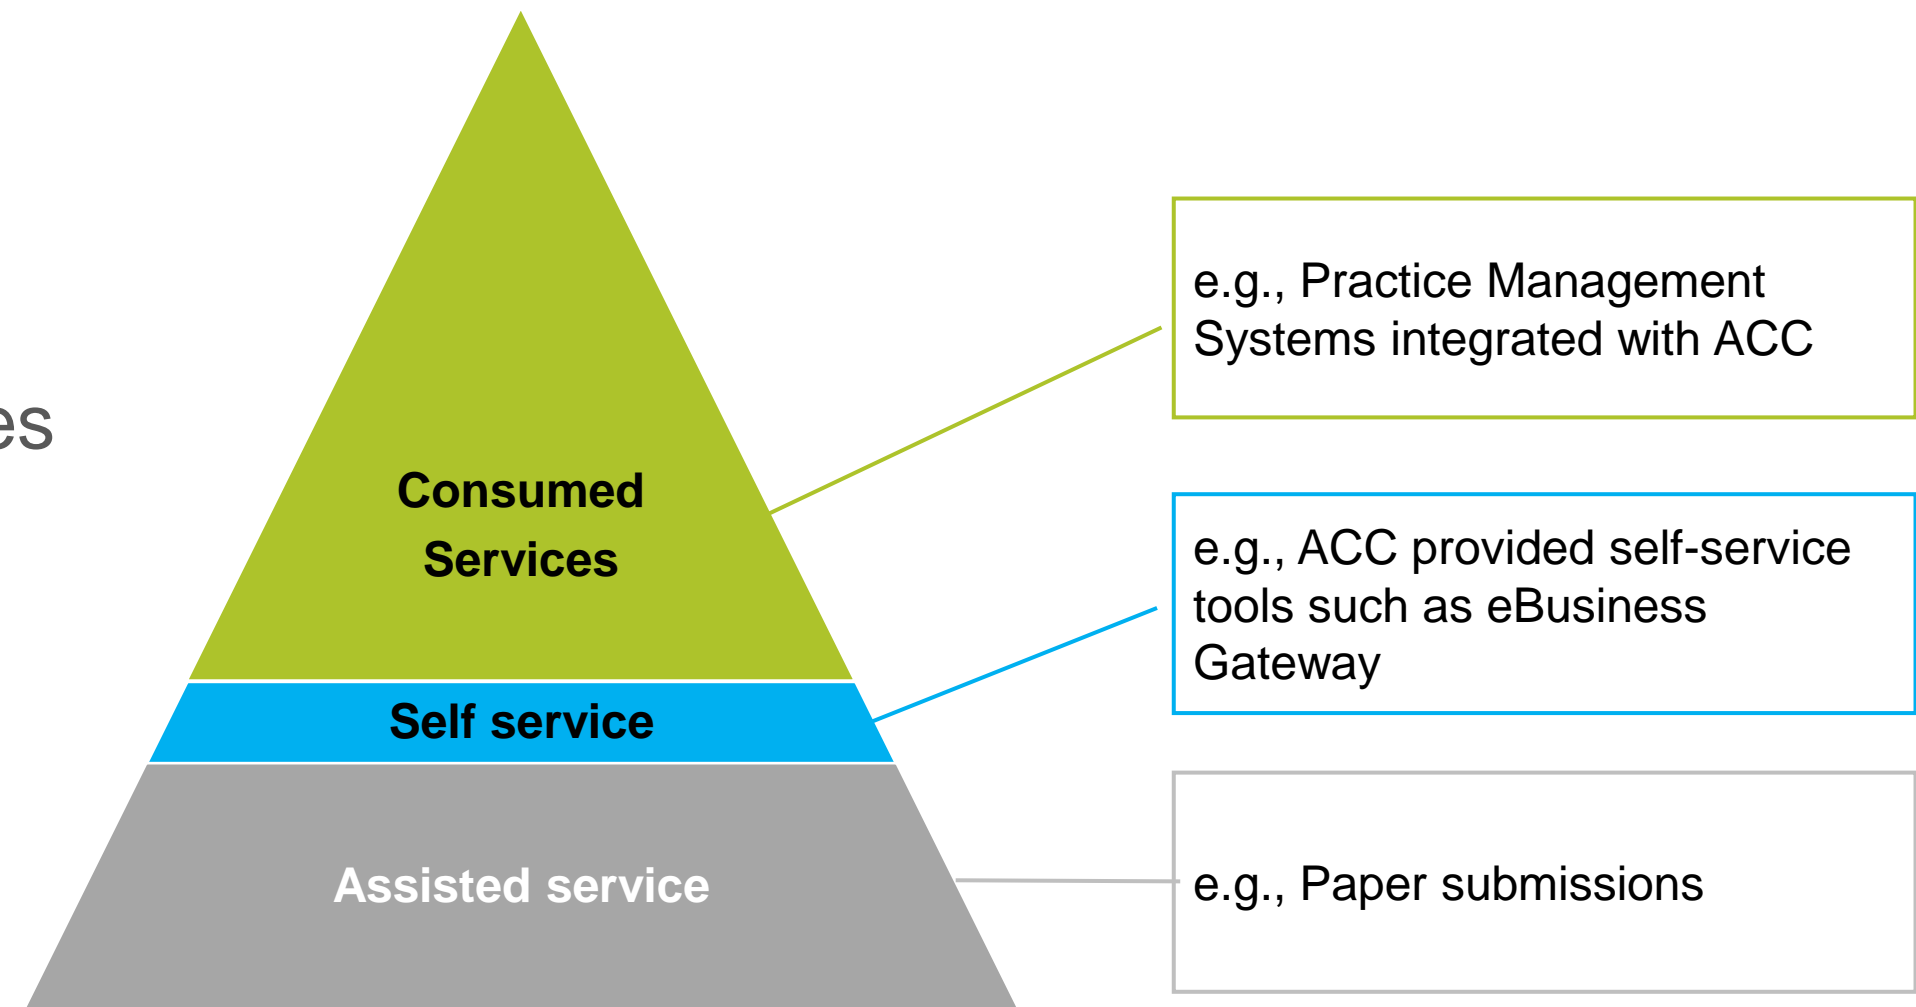 es
Consumed
Services
Self service
Assisted service
e.g., Practice Management
Systems integrated with ACC
e.g., ACC provided self-service
tools such as eBusiness
Gateway
e.g., Paper submissions